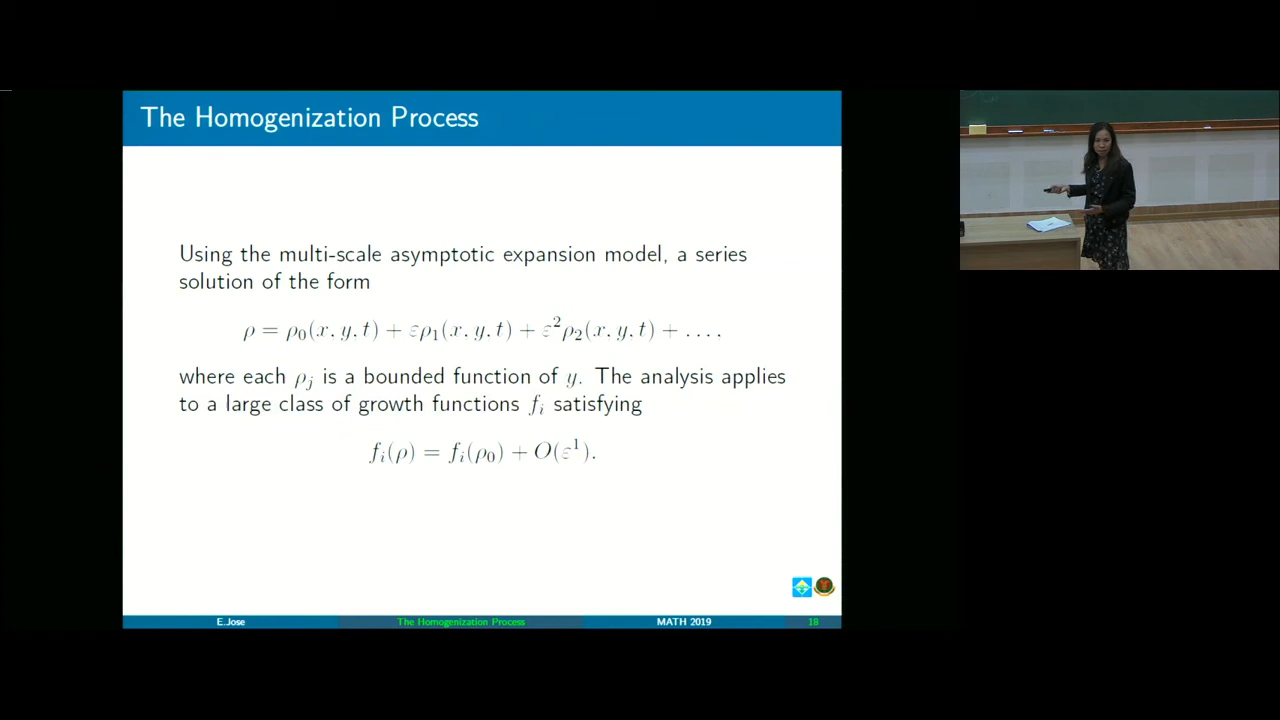 The Homogenization Process
Using the multi-scale asymptotic expansion model, a series
solution of the form
ρ = ρ₀(x, y, t) + ερ₁(x, y, t) + ε²ρ₂(x, y, t) + ....
where each ρⱼ is a bounded function of y. The analysis applies
to a large class of growth functions fᵢ satisfying
fᵢ(ρ) = fᵢ(ρ₀) + O(ε¹).
E.Jose The Homogenization Process MATH 2019 18